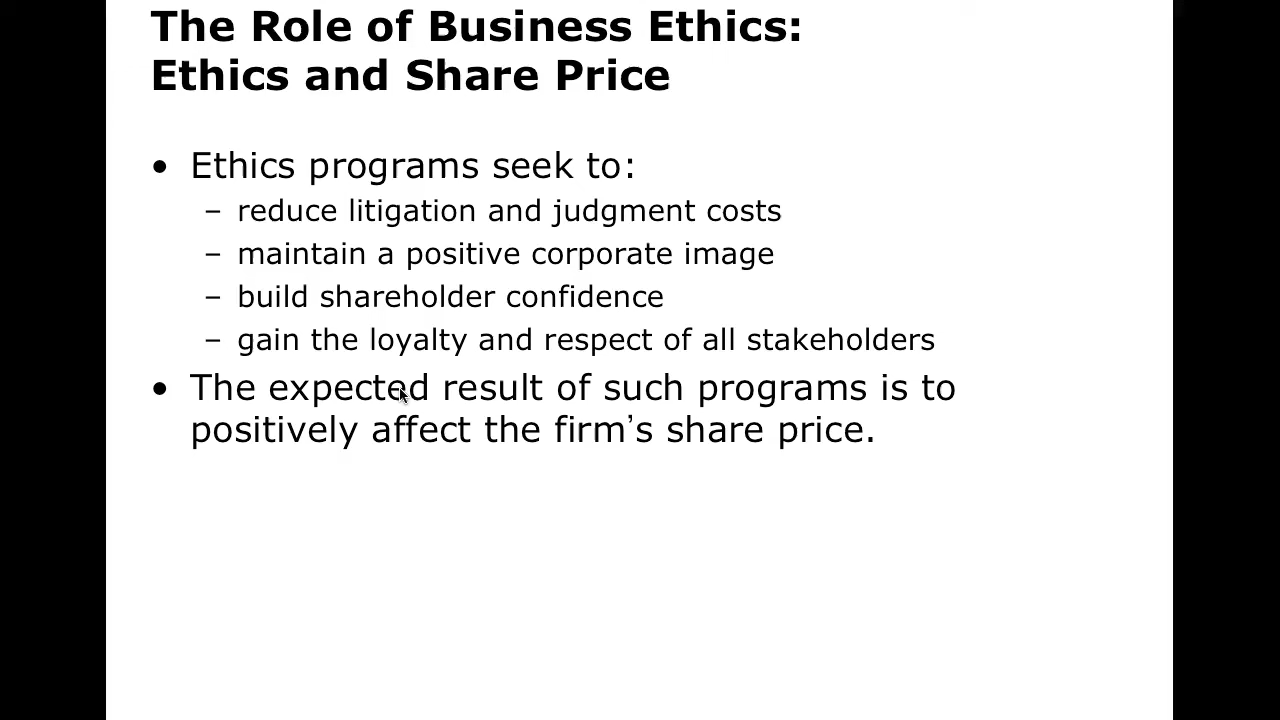 The Role of Business Ethics:
Ethics and Share Price
• Ethics programs seek to:
– reduce litigation and judgment costs
– maintain a positive corporate image
– build shareholder confidence
– gain the loyalty and respect of all stakeholders
• The expected result of such programs is to
positively affect the firm’s share price.